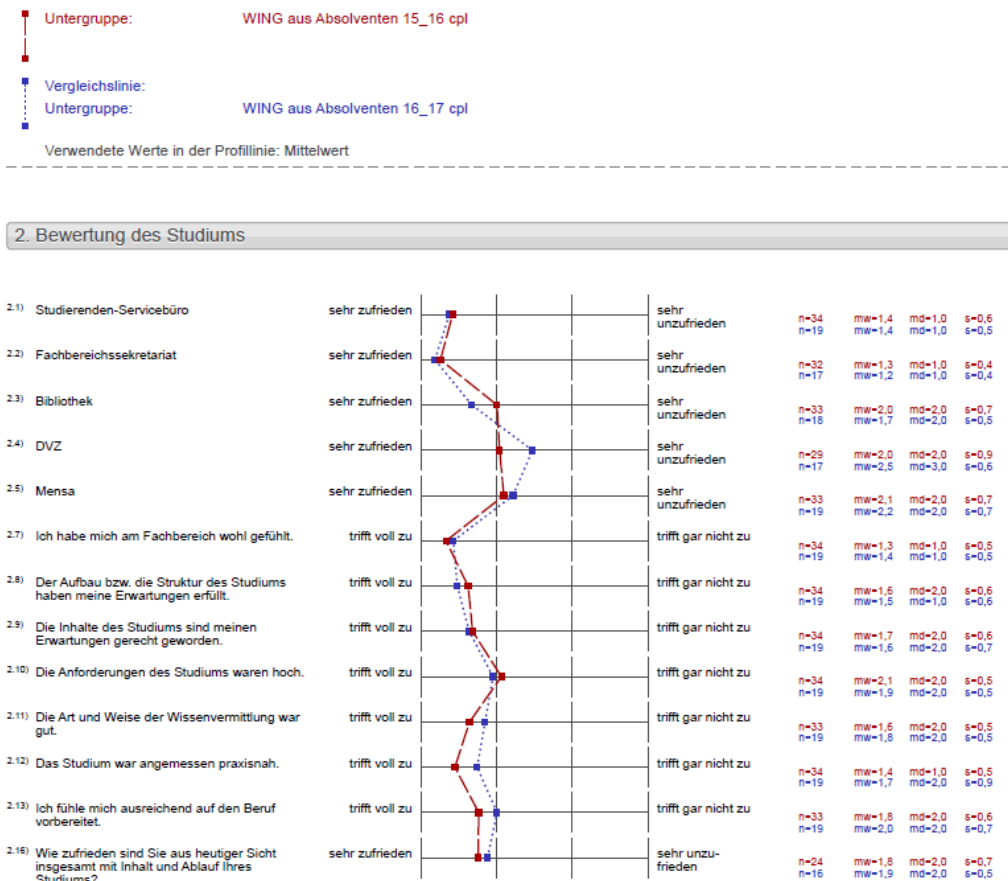 Untergruppe: WING aus Absolventen 15_16 cpl
Vergleichslinie:
Untergruppe: WING aus Absolventen 16_17 cpl
Verwendete Werte in der Profillinie: Mittelwert
2. Bewertung des Studiums
2.1) Studierenden-Servicebüro sehr zufrieden sehr
unzufrieden
n=34 mw=1,4 md=1,0 s=0,6
n=19 mw=1,4 md=1,0 s=0,5
2.2) Fachbereichssekretariat sehr zufrieden sehr
unzufrieden
n=32 mw=1,3 md=1,0 s=0,4
n=17 mw=1,2 md=1,0 s=0,4
2.3) Bibliothek sehr zufrieden sehr
unzufrieden
n=33 mw=2,0 md=2,0 s=0,7
n=18 mw=1,7 md=2,0 s=0,5
2.4) DVZ sehr zufrieden sehr
unzufrieden
n=29 mw=2,0 md=2,0 s=0,9
n=17 mw=2,5 md=3,0 s=0,6
2.5) Mensa sehr zufrieden sehr
unzufrieden
n=33 mw=2,1 md=2,0 s=0,7
n=19 mw=2,2 md=2,0 s=0,7
2.7) Ich habe mich am Fachbereich wohl gefühlt. trifft voll zu trifft gar nicht zu
n=34 mw=1,3 md=1,0 s=0,5
n=19 mw=1,4 md=1,0 s=0,5
2.8) Der Aufbau bzw. die Struktur des Studiums trifft voll zu trifft gar nicht zu
haben meine Erwartungen erfüllt.
n=34 mw=1,6 md=2,0 s=0,6
n=19 mw=1,5 md=1,0 s=0,6
2.9) Die Inhalte des Studiums sind meinen trifft voll zu trifft gar nicht zu
Erwartungen gerecht geworden.
n=34 mw=1,7 md=2,0 s=0,6
n=19 mw=1,6 md=2,0 s=0,7
2.10) Die Anforderungen des Studiums waren hoch. trifft voll zu trifft gar nicht zu
n=34 mw=2,1 md=2,0 s=0,5
n=19 mw=1,9 md=2,0 s=0,5
2.11) Die Art und Weise der Wissenvermittlung war trifft voll zu trifft gar nicht zu
gut.
n=33 mw=1,6 md=2,0 s=0,5
n=19 mw=1,8 md=2,0 s=0,5
2.12) Das Studium war angemessen praxisnah. trifft voll zu trifft gar nicht zu
n=34 mw=1,4 md=1,0 s=0,5
n=19 mw=1,7 md=2,0 s=0,9
2.13) Ich fühle mich ausreichend auf den Beruf trifft voll zu trifft gar nicht zu
vorbereitet.
n=33 mw=1,8 md=2,0 s=0,6
n=19 mw=2,0 md=2,0 s=0,7
2.16) Wie zufrieden sind Sie aus heutiger Sicht sehr zufrieden sehr unzu-
insgesamt mit Inhalt und Ablauf Ihres frieden
Studiums?
n=24 mw=1,8 md=2,0 s=0,7
n=16 mw=1,9 md=2,0 s=0,5